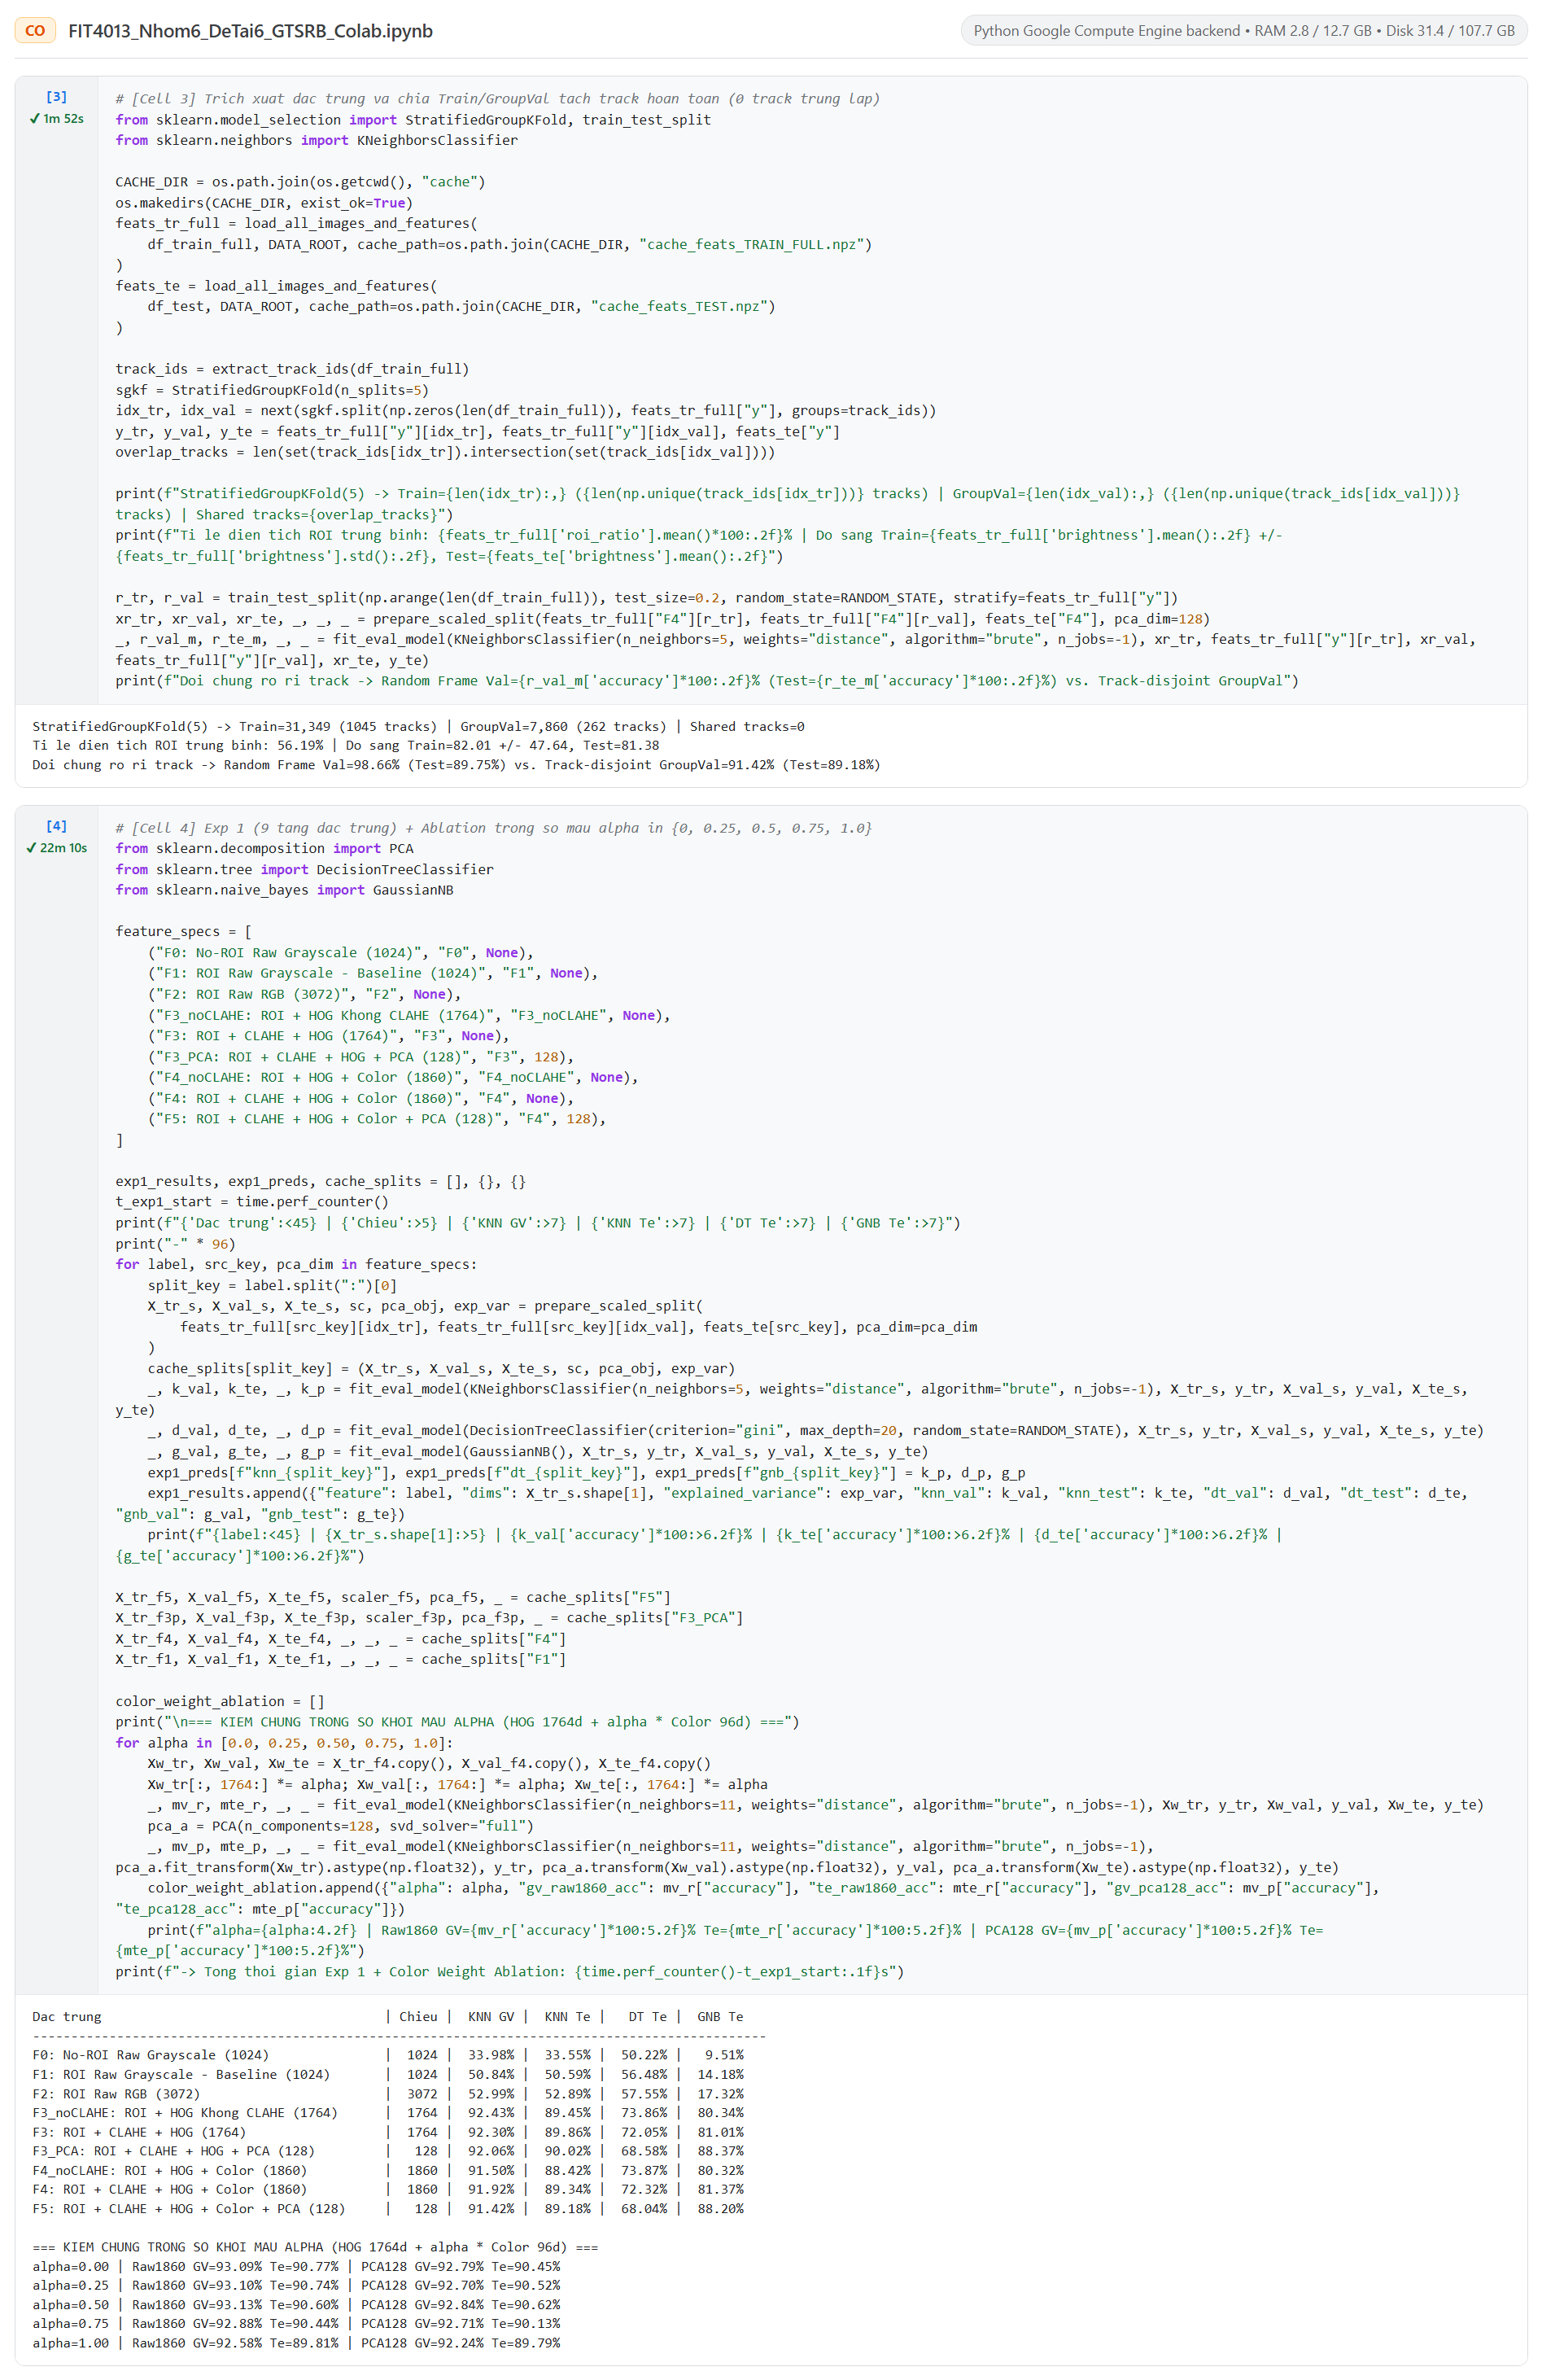 CO FIT4013_Nhom6_DeTai6_GTSRB_Colab.ipynb Python Google Compute Engine backend • RAM 2.8 / 12.7 GB • Disk 31.4 / 107.7 GB
[3]
✓ 1m 52s
# [Cell 3] Trich xuat dac trung va chia Train/GroupVal tach track hoan toan (0 track trung lap)
from sklearn.model_selection import StratifiedGroupKFold, train_test_split
from sklearn.neighbors import KNeighborsClassifier

CACHE_DIR = os.path.join(os.getcwd(), "cache")
os.makedirs(CACHE_DIR, exist_ok=True)
feats_tr_full = load_all_images_and_features(
    df_train_full, DATA_ROOT, cache_path=os.path.join(CACHE_DIR, "cache_feats_TRAIN_FULL.npz")
)
feats_te = load_all_images_and_features(
    df_test, DATA_ROOT, cache_path=os.path.join(CACHE_DIR, "cache_feats_TEST.npz")
)

track_ids = extract_track_ids(df_train_full)
sgkf = StratifiedGroupKFold(n_splits=5)
idx_tr, idx_val = next(sgkf.split(np.zeros(len(df_train_full)), feats_tr_full["y"], groups=track_ids))
y_tr, y_val, y_te = feats_tr_full["y"][idx_tr], feats_tr_full["y"][idx_val], feats_te["y"]
overlap_tracks = len(set(track_ids[idx_tr]).intersection(set(track_ids[idx_val])))

print(f"StratifiedGroupKFold(5) -> Train={len(idx_tr):,} ({len(np.unique(track_ids[idx_tr]))} tracks) | GroupVal={len(idx_val):,} ({len(np.unique(track_ids[idx_val]))}
tracks) | Shared tracks={overlap_tracks}")
print(f"Ti le dien tich ROI trung binh: {feats_tr_full['roi_ratio'].mean()*100:.2f}% | Do sang Train={feats_tr_full['brightness'].mean():.2f} +/-
{feats_tr_full['brightness'].std():.2f}, Test={feats_te['brightness'].mean():.2f}")

r_tr, r_val = train_test_split(np.arange(len(df_train_full)), test_size=0.2, random_state=RANDOM_STATE, stratify=feats_tr_full["y"])
xr_tr, xr_val, xr_te, _, _, _ = prepare_scaled_split(feats_tr_full["F4"][r_tr], feats_tr_full["F4"][r_val], feats_te["F4"], pca_dim=128)
_, r_val_m, r_te_m, _, _ = fit_eval_model(KNeighborsClassifier(n_neighbors=5, weights="distance", algorithm="brute", n_jobs=-1), xr_tr, feats_tr_full["y"][r_tr], xr_val,
feats_tr_full["y"][r_val], xr_te, y_te)
print(f"Doi chung ro ri track -> Random Frame Val={r_val_m['accuracy']*100:.2f}% (Test={r_te_m['accuracy']*100:.2f}%) vs. Track-disjoint GroupVal")
StratifiedGroupKFold(5) -> Train=31,349 (1045 tracks) | GroupVal=7,860 (262 tracks) | Shared tracks=0
Ti le dien tich ROI trung binh: 56.19% | Do sang Train=82.01 +/- 47.64, Test=81.38
Doi chung ro ri track -> Random Frame Val=98.66% (Test=89.75%) vs. Track-disjoint GroupVal=91.42% (Test=89.18%)
[4]
✓ 22m 10s
# [Cell 4] Exp 1 (9 tang dac trung) + Ablation trong so mau alpha in {0, 0.25, 0.5, 0.75, 1.0}
from sklearn.decomposition import PCA
from sklearn.tree import DecisionTreeClassifier
from sklearn.naive_bayes import GaussianNB

feature_specs = [
    ("F0: No-ROI Raw Grayscale (1024)", "F0", None),
    ("F1: ROI Raw Grayscale - Baseline (1024)", "F1", None),
    ("F2: ROI Raw RGB (3072)", "F2", None),
    ("F3_noCLAHE: ROI + HOG Khong CLAHE (1764)", "F3_noCLAHE", None),
    ("F3: ROI + CLAHE + HOG (1764)", "F3", None),
    ("F3_PCA: ROI + CLAHE + HOG + PCA (128)", "F3", 128),
    ("F4_noCLAHE: ROI + HOG + Color (1860)", "F4_noCLAHE", None),
    ("F4: ROI + CLAHE + HOG + Color (1860)", "F4", None),
    ("F5: ROI + CLAHE + HOG + Color + PCA (128)", "F4", 128),
]

exp1_results, exp1_preds, cache_splits = [], {}, {}
t_exp1_start = time.perf_counter()
print(f"{'Dac trung':<45} | {'Chieu':>5} | {'KNN GV':>7} | {'KNN Te':>7} | {'DT Te':>7} | {'GNB Te':>7}")
print("-" * 96)
for label, src_key, pca_dim in feature_specs:
    split_key = label.split(":")[0]
    X_tr_s, X_val_s, X_te_s, sc, pca_obj, exp_var = prepare_scaled_split(
        feats_tr_full[src_key][idx_tr], feats_tr_full[src_key][idx_val], feats_te[src_key], pca_dim=pca_dim
    )
    cache_splits[split_key] = (X_tr_s, X_val_s, X_te_s, sc, pca_obj, exp_var)
    _, k_val, k_te, _, k_p = fit_eval_model(KNeighborsClassifier(n_neighbors=5, weights="distance", algorithm="brute", n_jobs=-1), X_tr_s, y_tr, X_val_s, y_val, X_te_s,
y_te)
    _, d_val, d_te, _, d_p = fit_eval_model(DecisionTreeClassifier(criterion="gini", max_depth=20, random_state=RANDOM_STATE), X_tr_s, y_tr, X_val_s, y_val, X_te_s, y_te)
    _, g_val, g_te, _, g_p = fit_eval_model(GaussianNB(), X_tr_s, y_tr, X_val_s, y_val, X_te_s, y_te)
    exp1_preds[f"knn_{split_key}"], exp1_preds[f"dt_{split_key}"], exp1_preds[f"gnb_{split_key}"] = k_p, d_p, g_p
    exp1_results.append({"feature": label, "dims": X_tr_s.shape[1], "explained_variance": exp_var, "knn_val": k_val, "knn_test": k_te, "dt_val": d_val, "dt_test": d_te,
"gnb_val": g_val, "gnb_test": g_te})
    print(f"{label:<45} | {X_tr_s.shape[1]:>5} | {k_val['accuracy']*100:>6.2f}% | {k_te['accuracy']*100:>6.2f}% | {d_te['accuracy']*100:>6.2f}% |
{g_te['accuracy']*100:>6.2f}%")

X_tr_f5, X_val_f5, X_te_f5, scaler_f5, pca_f5, _ = cache_splits["F5"]
X_tr_f3p, X_val_f3p, X_te_f3p, scaler_f3p, pca_f3p, _ = cache_splits["F3_PCA"]
X_tr_f4, X_val_f4, X_te_f4, _, _, _ = cache_splits["F4"]
X_tr_f1, X_val_f1, X_te_f1, _, _, _ = cache_splits["F1"]

color_weight_ablation = []
print("\n=== KIEM CHUNG TRONG SO KHOI MAU ALPHA (HOG 1764d + alpha * Color 96d) ===")
for alpha in [0.0, 0.25, 0.50, 0.75, 1.0]:
    Xw_tr, Xw_val, Xw_te = X_tr_f4.copy(), X_val_f4.copy(), X_te_f4.copy()
    Xw_tr[:, 1764:] *= alpha; Xw_val[:, 1764:] *= alpha; Xw_te[:, 1764:] *= alpha
    _, mv_r, mte_r, _, _ = fit_eval_model(KNeighborsClassifier(n_neighbors=11, weights="distance", algorithm="brute", n_jobs=-1), Xw_tr, y_tr, Xw_val, y_val, Xw_te, y_te)
    pca_a = PCA(n_components=128, svd_solver="full")
    _, mv_p, mte_p, _, _ = fit_eval_model(KNeighborsClassifier(n_neighbors=11, weights="distance", algorithm="brute", n_jobs=-1),
pca_a.fit_transform(Xw_tr).astype(np.float32), y_tr, pca_a.transform(Xw_val).astype(np.float32), y_val, pca_a.transform(Xw_te).astype(np.float32), y_te)
    color_weight_ablation.append({"alpha": alpha, "gv_raw1860_acc": mv_r["accuracy"], "te_raw1860_acc": mte_r["accuracy"], "gv_pca128_acc": mv_p["accuracy"],
"te_pca128_acc": mte_p["accuracy"]})
    print(f"alpha={alpha:4.2f} | Raw1860 GV={mv_r['accuracy']*100:5.2f}% Te={mte_r['accuracy']*100:5.2f}% | PCA128 GV={mv_p['accuracy']*100:5.2f}% Te=
{mte_p['accuracy']*100:5.2f}%")
print(f"-> Tong thoi gian Exp 1 + Color Weight Ablation: {time.perf_counter()-t_exp1_start:.1f}s")
Dac trung | Chieu | KNN GV | KNN Te | DT Te | GNB Te
------------------------------------------------------------------------------------------------
F0: No-ROI Raw Grayscale (1024) | 1024 | 33.98% | 33.55% | 50.22% | 9.51%
F1: ROI Raw Grayscale - Baseline (1024) | 1024 | 50.84% | 50.59% | 56.48% | 14.18%
F2: ROI Raw RGB (3072) | 3072 | 52.99% | 52.89% | 57.55% | 17.32%
F3_noCLAHE: ROI + HOG Khong CLAHE (1764) | 1764 | 92.43% | 89.45% | 73.86% | 80.34%
F3: ROI + CLAHE + HOG (1764) | 1764 | 92.30% | 89.86% | 72.05% | 81.01%
F3_PCA: ROI + CLAHE + HOG + PCA (128) | 128 | 92.06% | 90.02% | 68.58% | 88.37%
F4_noCLAHE: ROI + HOG + Color (1860) | 1860 | 91.50% | 88.42% | 73.87% | 80.32%
F4: ROI + CLAHE + HOG + Color (1860) | 1860 | 91.92% | 89.34% | 72.32% | 81.37%
F5: ROI + CLAHE + HOG + Color + PCA (128) | 128 | 91.42% | 89.18% | 68.04% | 88.20%

=== KIEM CHUNG TRONG SO KHOI MAU ALPHA (HOG 1764d + alpha * Color 96d) ===
alpha=0.00 | Raw1860 GV=93.09% Te=90.77% | PCA128 GV=92.79% Te=90.45%
alpha=0.25 | Raw1860 GV=93.10% Te=90.74% | PCA128 GV=92.70% Te=90.52%
alpha=0.50 | Raw1860 GV=93.13% Te=90.60% | PCA128 GV=92.84% Te=90.62%
alpha=0.75 | Raw1860 GV=92.88% Te=90.44% | PCA128 GV=92.71% Te=90.13%
alpha=1.00 | Raw1860 GV=92.58% Te=89.81% | PCA128 GV=92.24% Te=89.79%